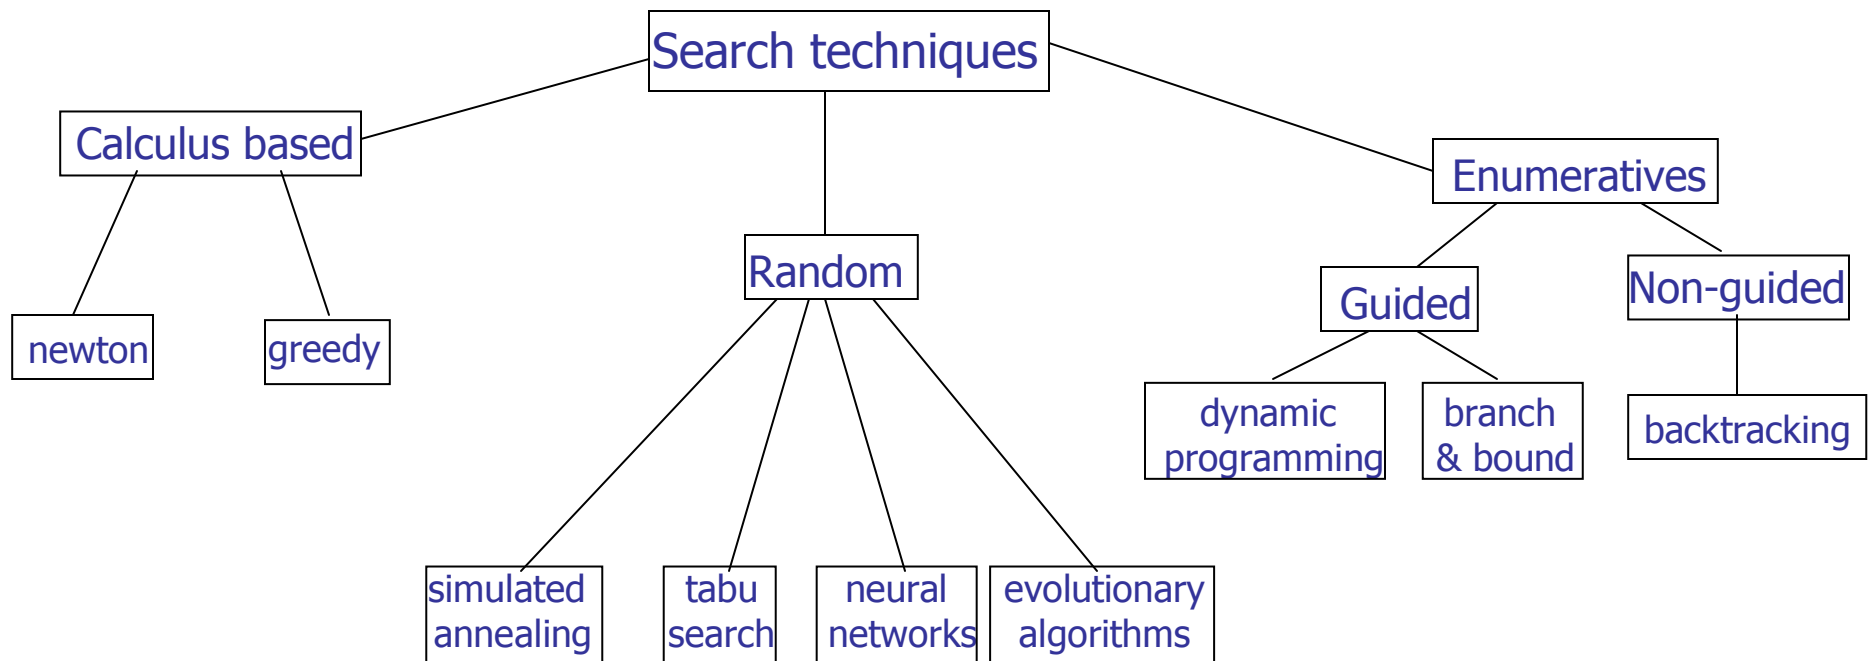 Search techniques
Calculus based
Enumeratives
Random
Guided
Non-guided
newton
greedy
dynamic
programming
branch
& bound
backtracking
simulated
annealing
tabu
search
neural
networks
evolutionary
algorithms